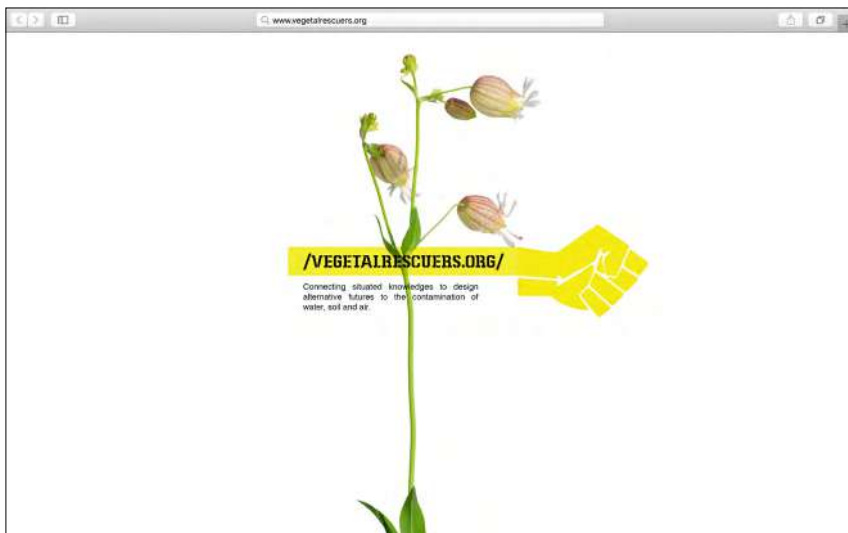 www.vegetalrescuers.org
/VEGETALRESCUERS.ORG/
Connecting situated knowledges to design
alternative futures to the contamination of
water, soil and air.